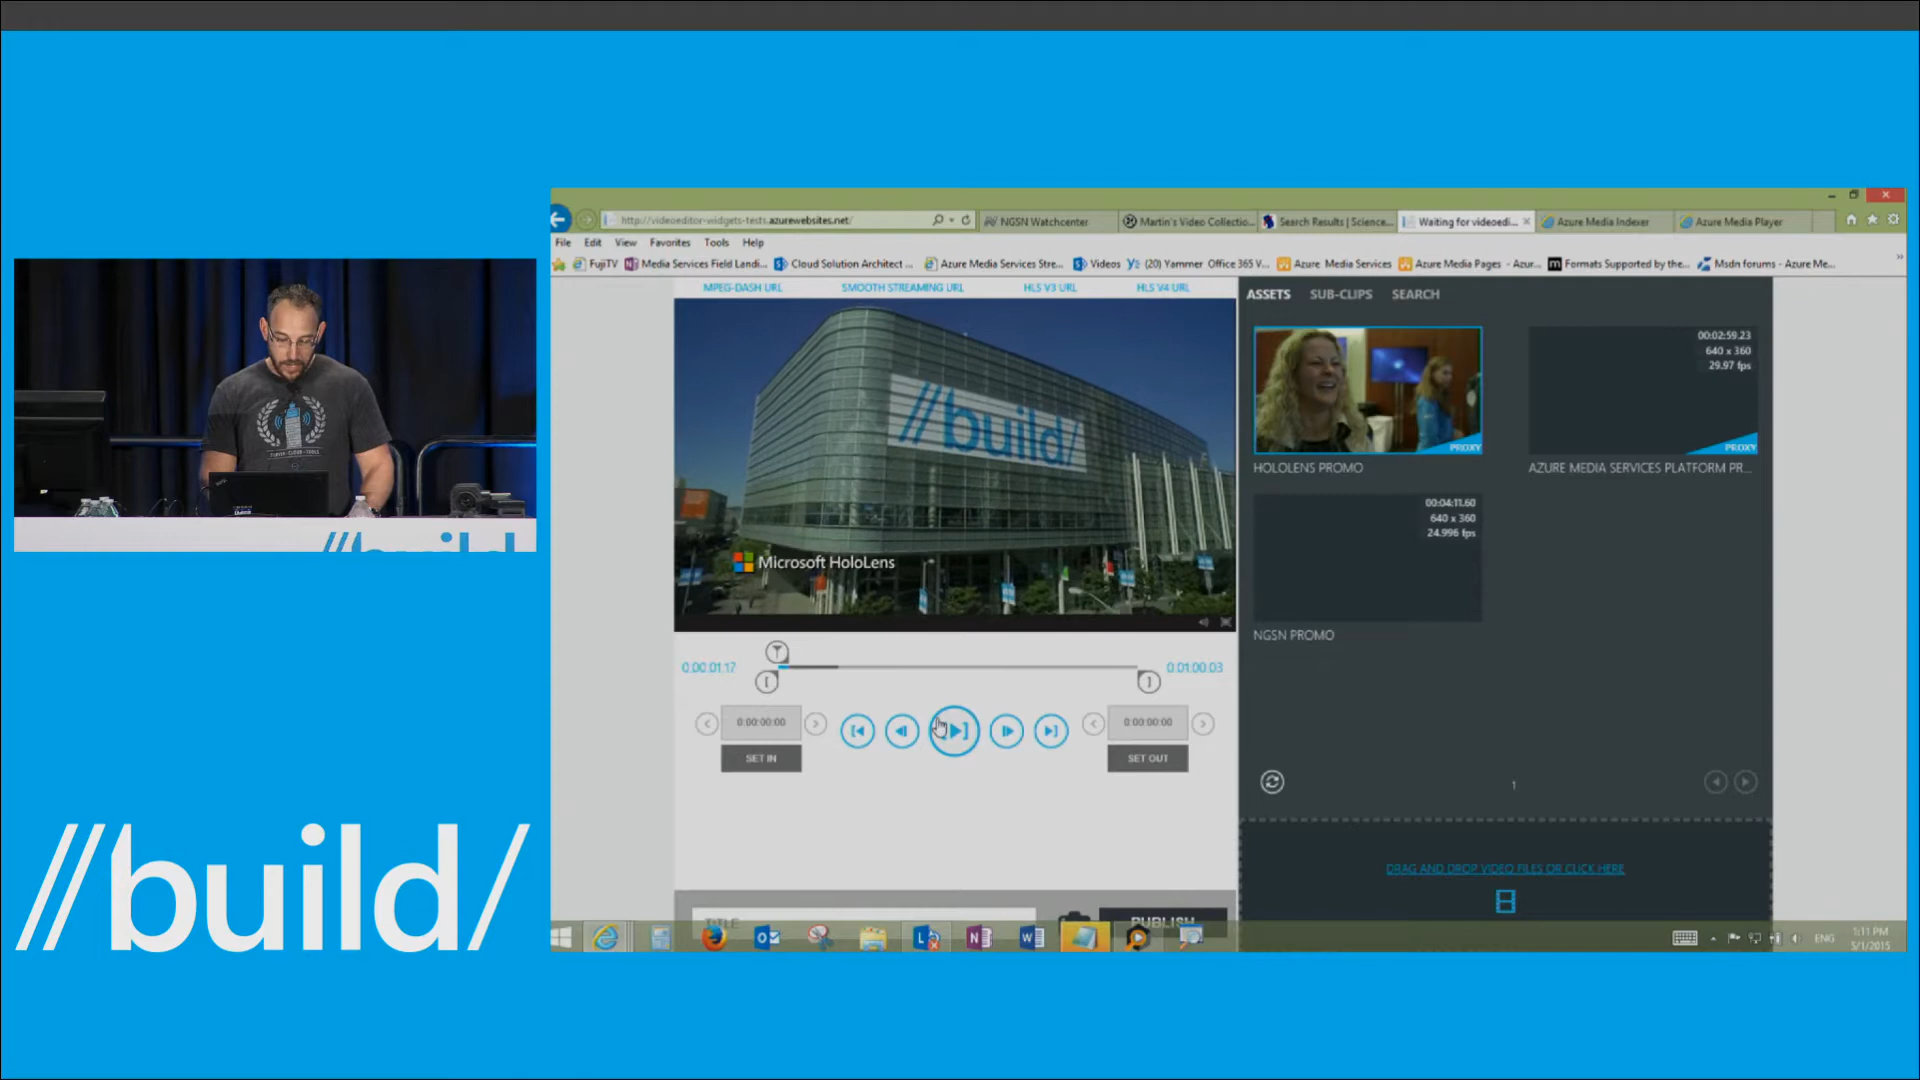 http://videoeditor-widgets-tests.azurewebsites.net/
NGSN Watchcenter
Martin's Video Collectio...
Search Results | Science...
Waiting for videoedi...
Azure Media Indexer
Azure Media Player
File Edit View Favorites Tools Help
FujiTV
Media Services Field Landi...
Cloud Solution Architect ...
Azure Media Services Stre...
Videos
(20) Yammer Office 365 V...
Azure Media Services
Azure Media Pages - Azur...
Formats Supported by the...
Msdn forums - Azure Me...
MPEG-DASH URL
SMOOTH STREAMING URL
HLS V3 URL
HLS V4 URL
//build/
Microsoft HoloLens
0:00:01.17
0:01:00.03
0:00:00:00
0:00:00:00
SET IN
SET OUT
TITLE
PUBLISH
ASSETS
SUB-CLIPS
SEARCH
PROXY
HOLOLENS PROMO
00:02:59.23
640 x 360
29.97 fps
PROXY
AZURE MEDIA SERVICES PLATFORM PR...
00:04:11.60
640 x 360
24.996 fps
NGSN PROMO
1
DRAG AND DROP VIDEO FILES OR CLICK HERE
ENG
1:11 PM
5/1/2015
//build
//build/